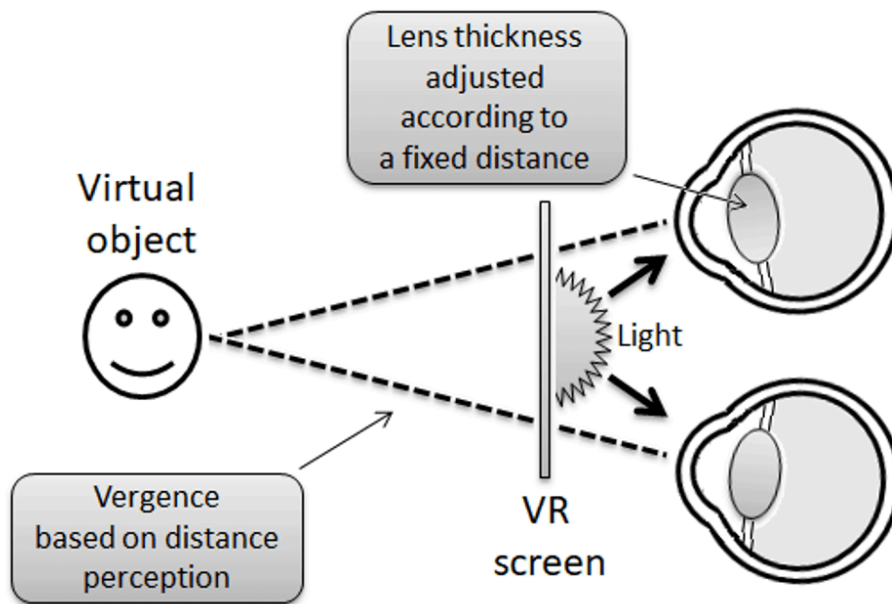 Lens thickness
adjusted
according to
a fixed distance
Virtual
object
Light
Vergence
based on distance
perception
VR
screen